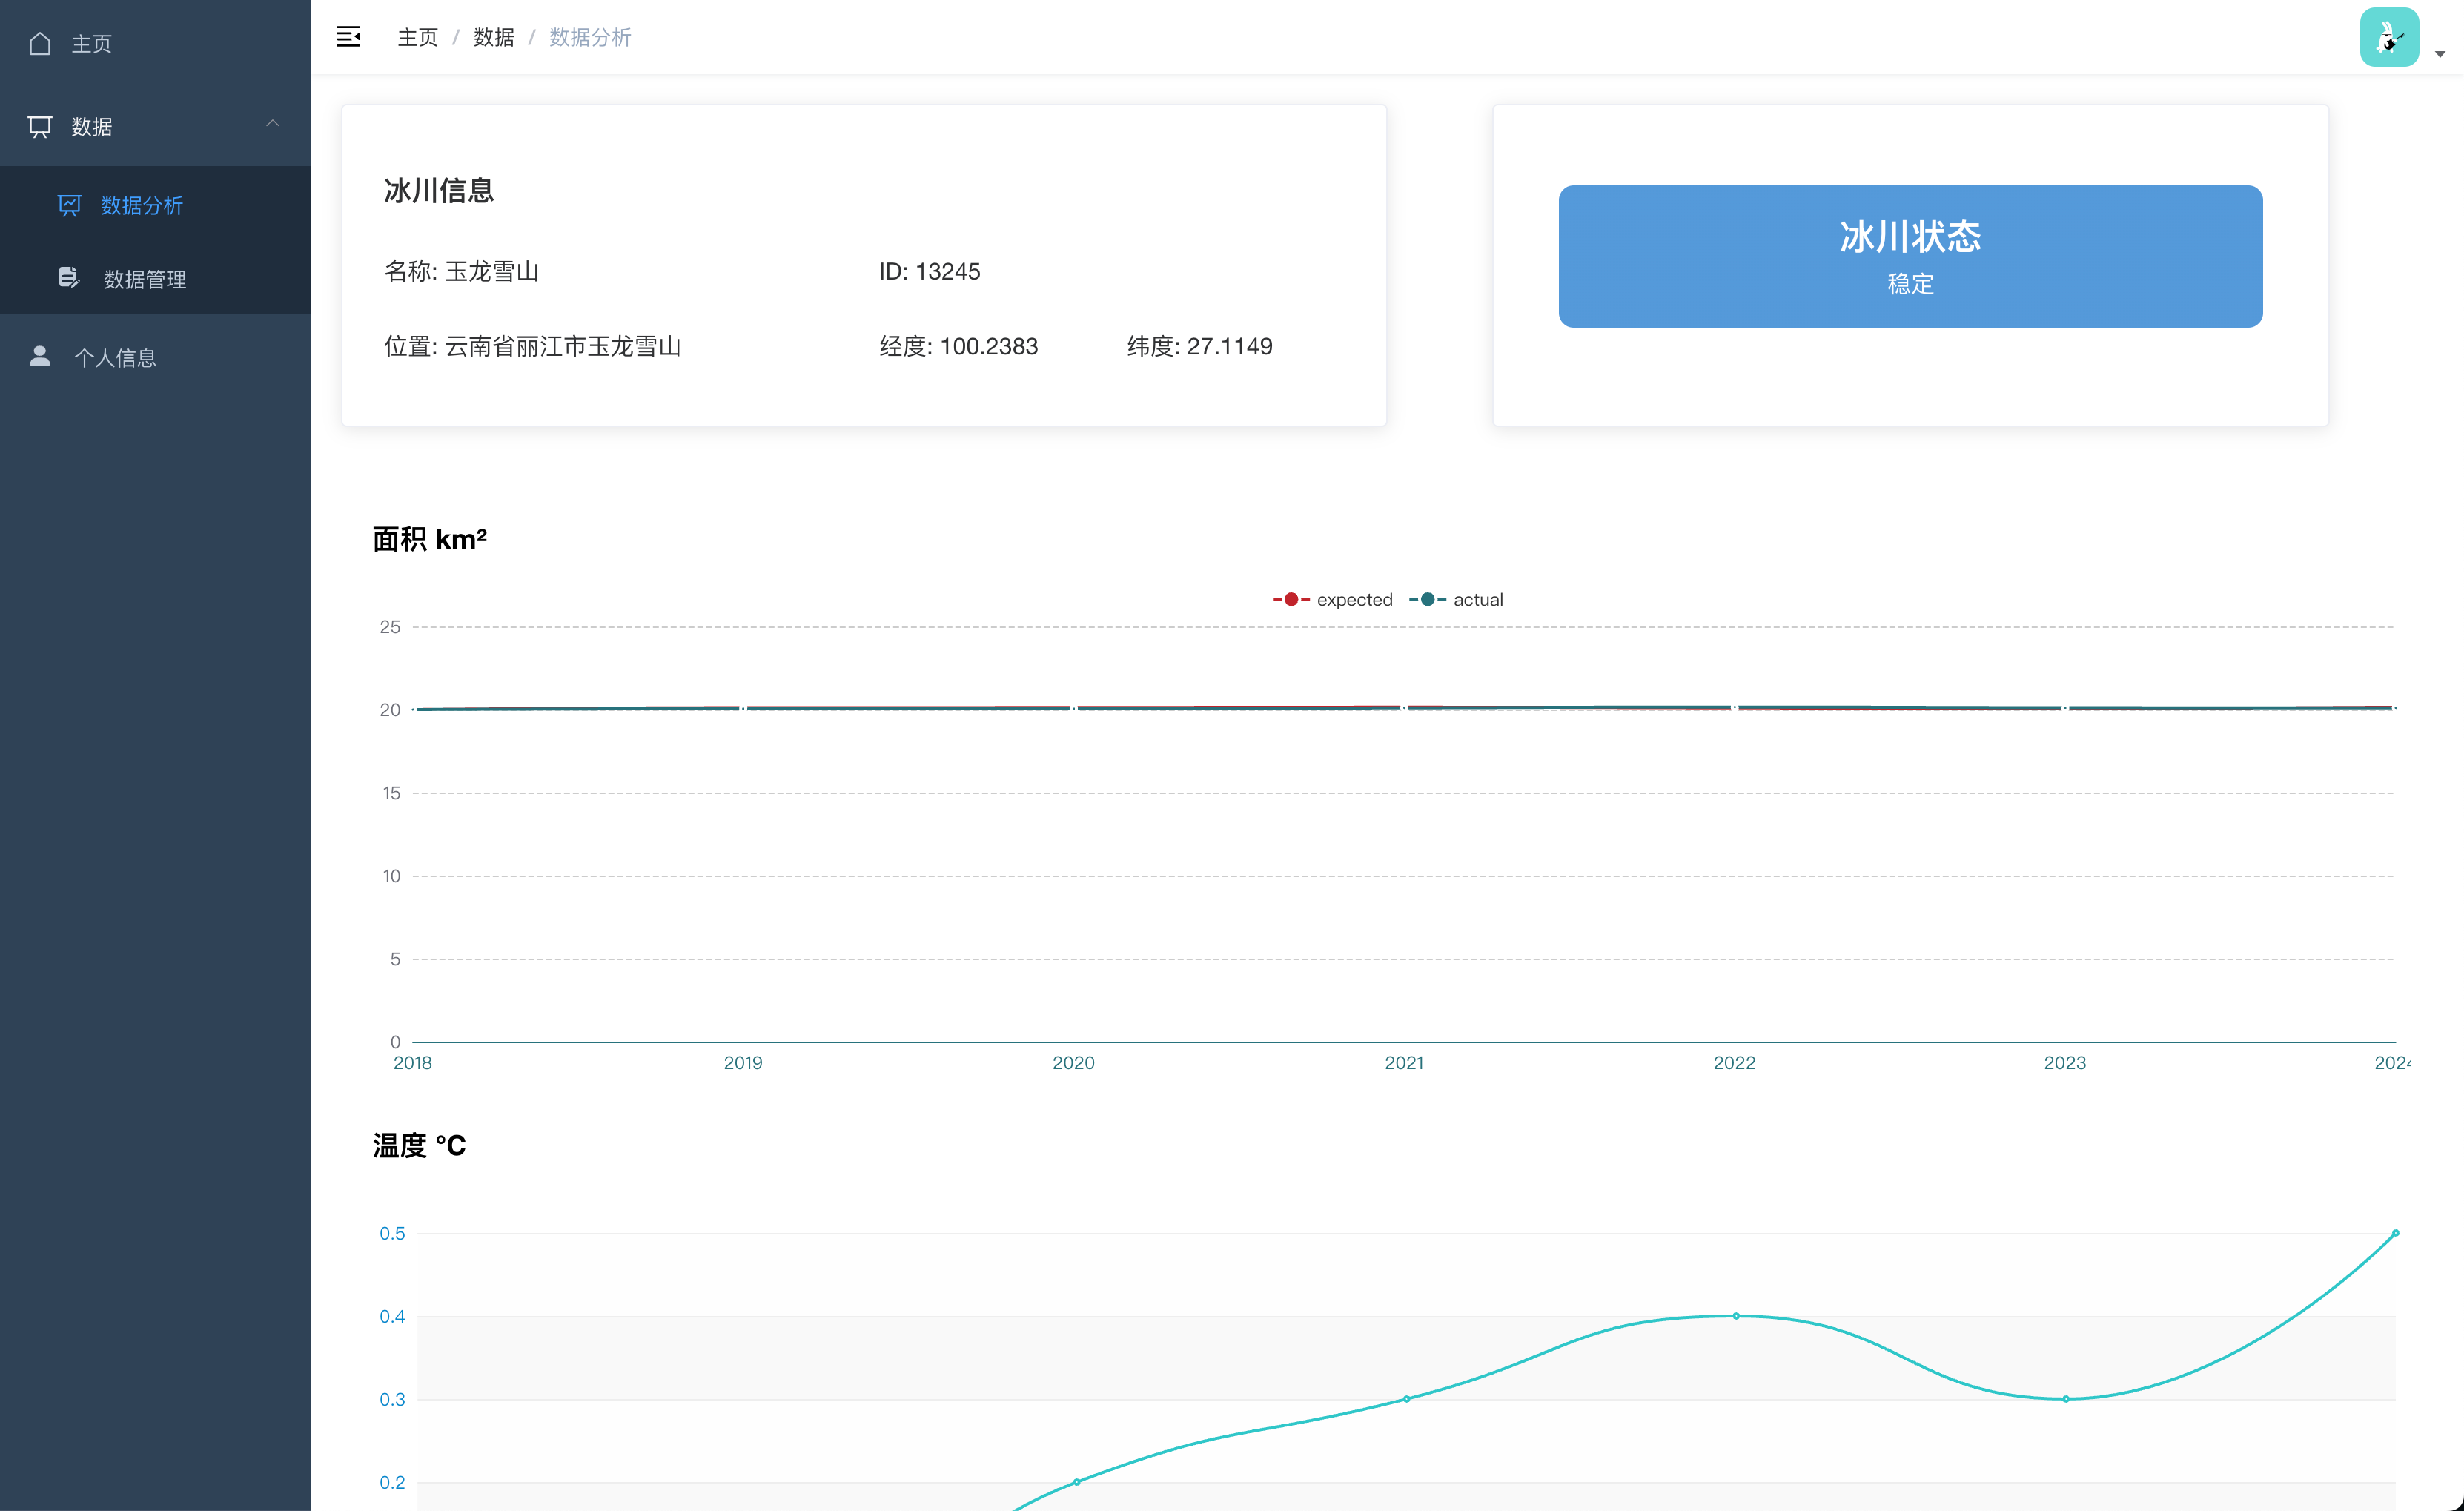 主页
数据
数据分析
数据管理
个人信息
主页 / 数据 / 数据分析
冰川信息
名称: 玉龙雪山
ID: 13245
位置: 云南省丽江市玉龙雪山
经度: 100.2383
纬度: 27.1149
冰川状态
稳定
面积 km²
expected
actual
25
20
15
10
5
0
2018
2019
2020
2021
2022
2023
202
温度 °C
0.5
0.4
0.3
0.2